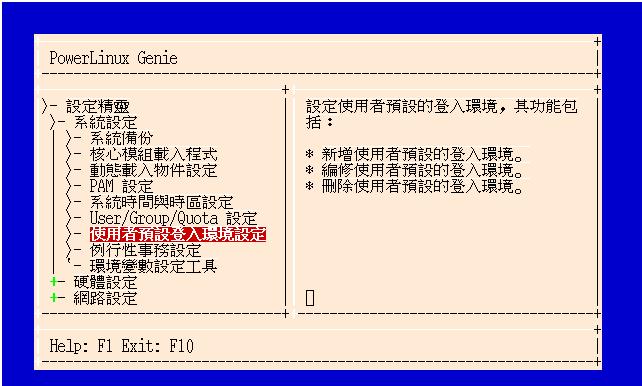 PowerLinux Genie
設定精靈
系統設定
系統備份
核心模組載入程式
動態載入物件設定
PAM 設定
系統時間與時區設定
User/Group/Quota 設定
使用者預設登入環境設定
例行性事務設定
環境變數設定工具
+- 硬體設定
+- 網路設定
設定使用者預設的登入環境，其功能包
括：
* 新增使用者預設的登入環境。
* 編修使用者預設的登入環境。
* 刪除使用者預設的登入環境。
Help: F1 Exit: F10